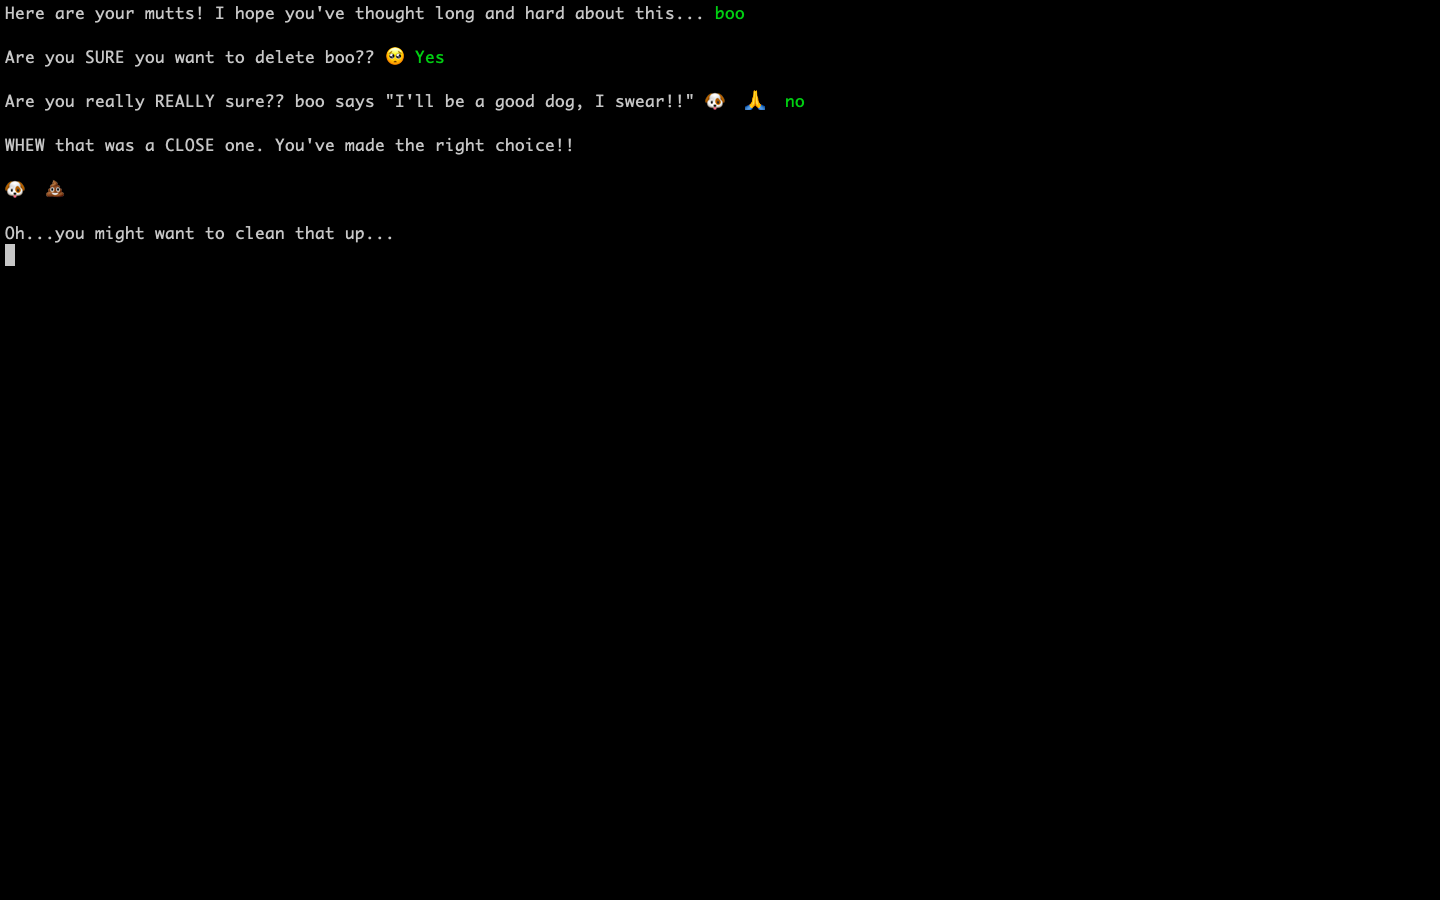 Here are your mutts! I hope you've thought long and hard about this... boo
Are you SURE you want to delete boo?? 🥺 Yes
Are you really REALLY sure?? boo says "I'll be a good dog, I swear!!" 🐶 🙏 no
WHEW that was a CLOSE one. You've made the right choice!!
🐶 💩
Oh...you might want to clean that up...